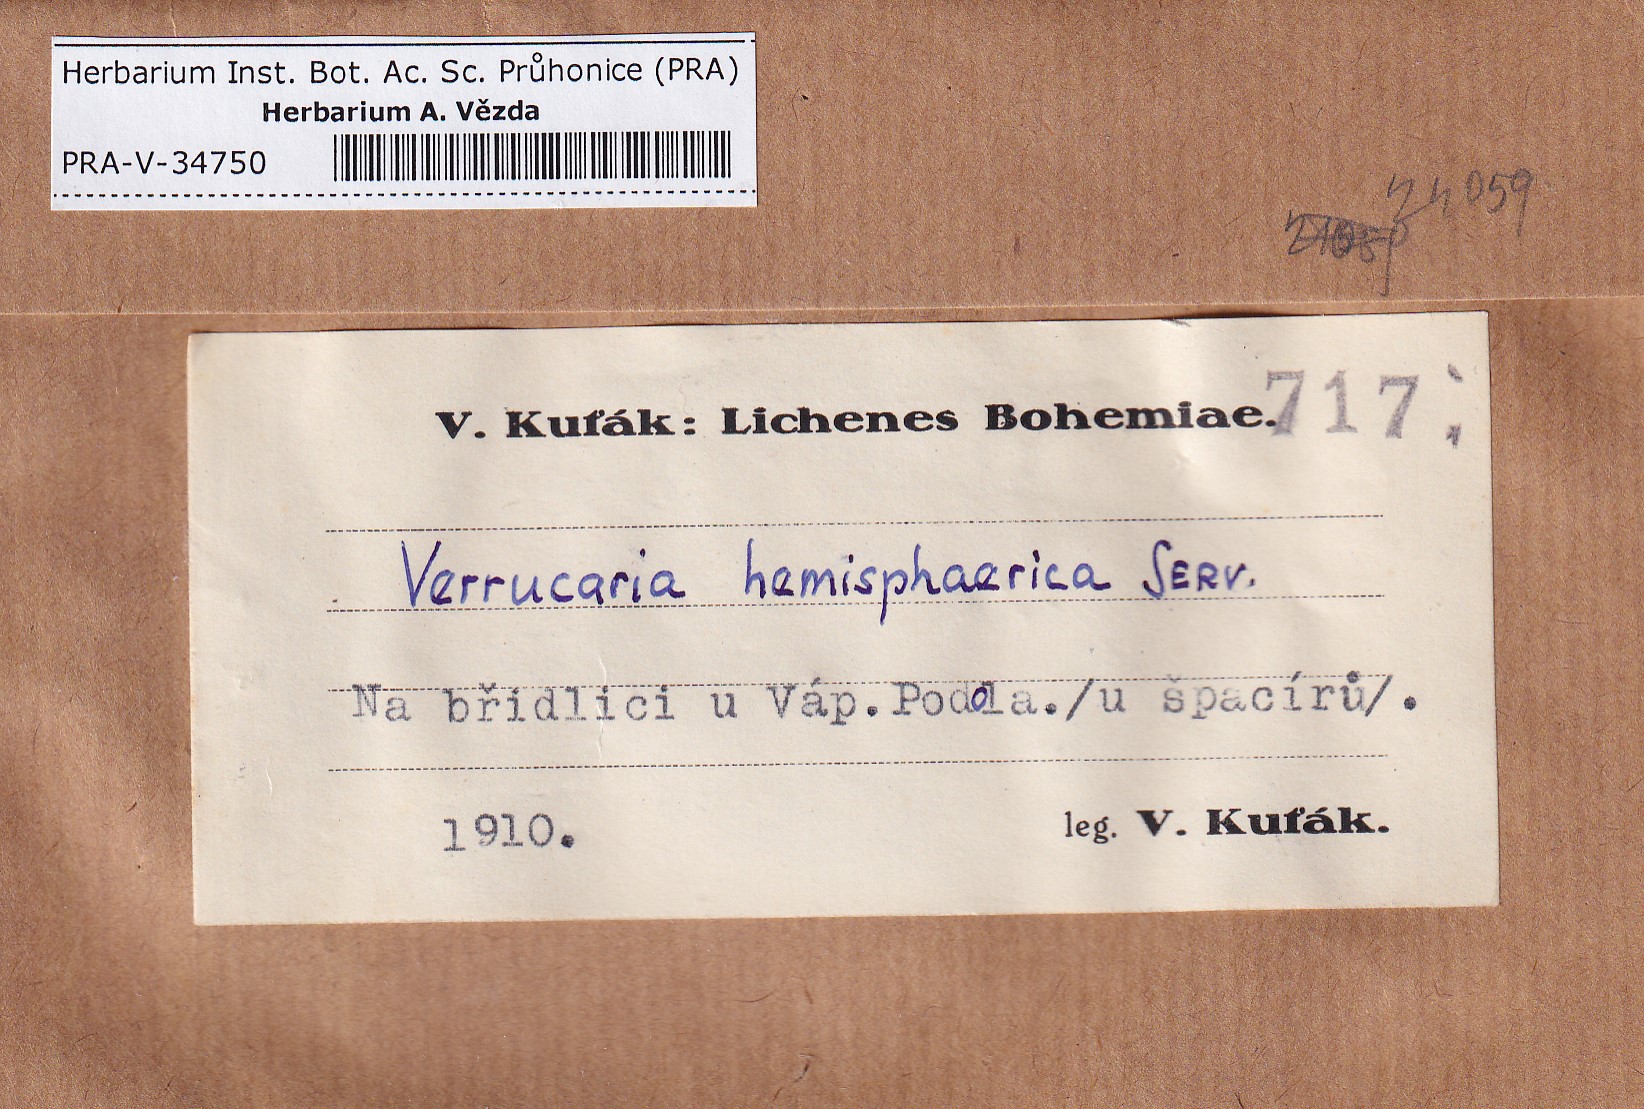 Herbarium Inst. Bot. Ac. Sc. Průhonice (PRA)
Herbarium A. Vězda
PRA-V-34750
059
V. Kuťák: Lichenes Bohemiae. 717.
Verrucaria hemisphaerica SERV.
Na břidlici u Váp. Podola./u špacírů/.
1910.
leg. V. Kuťák.